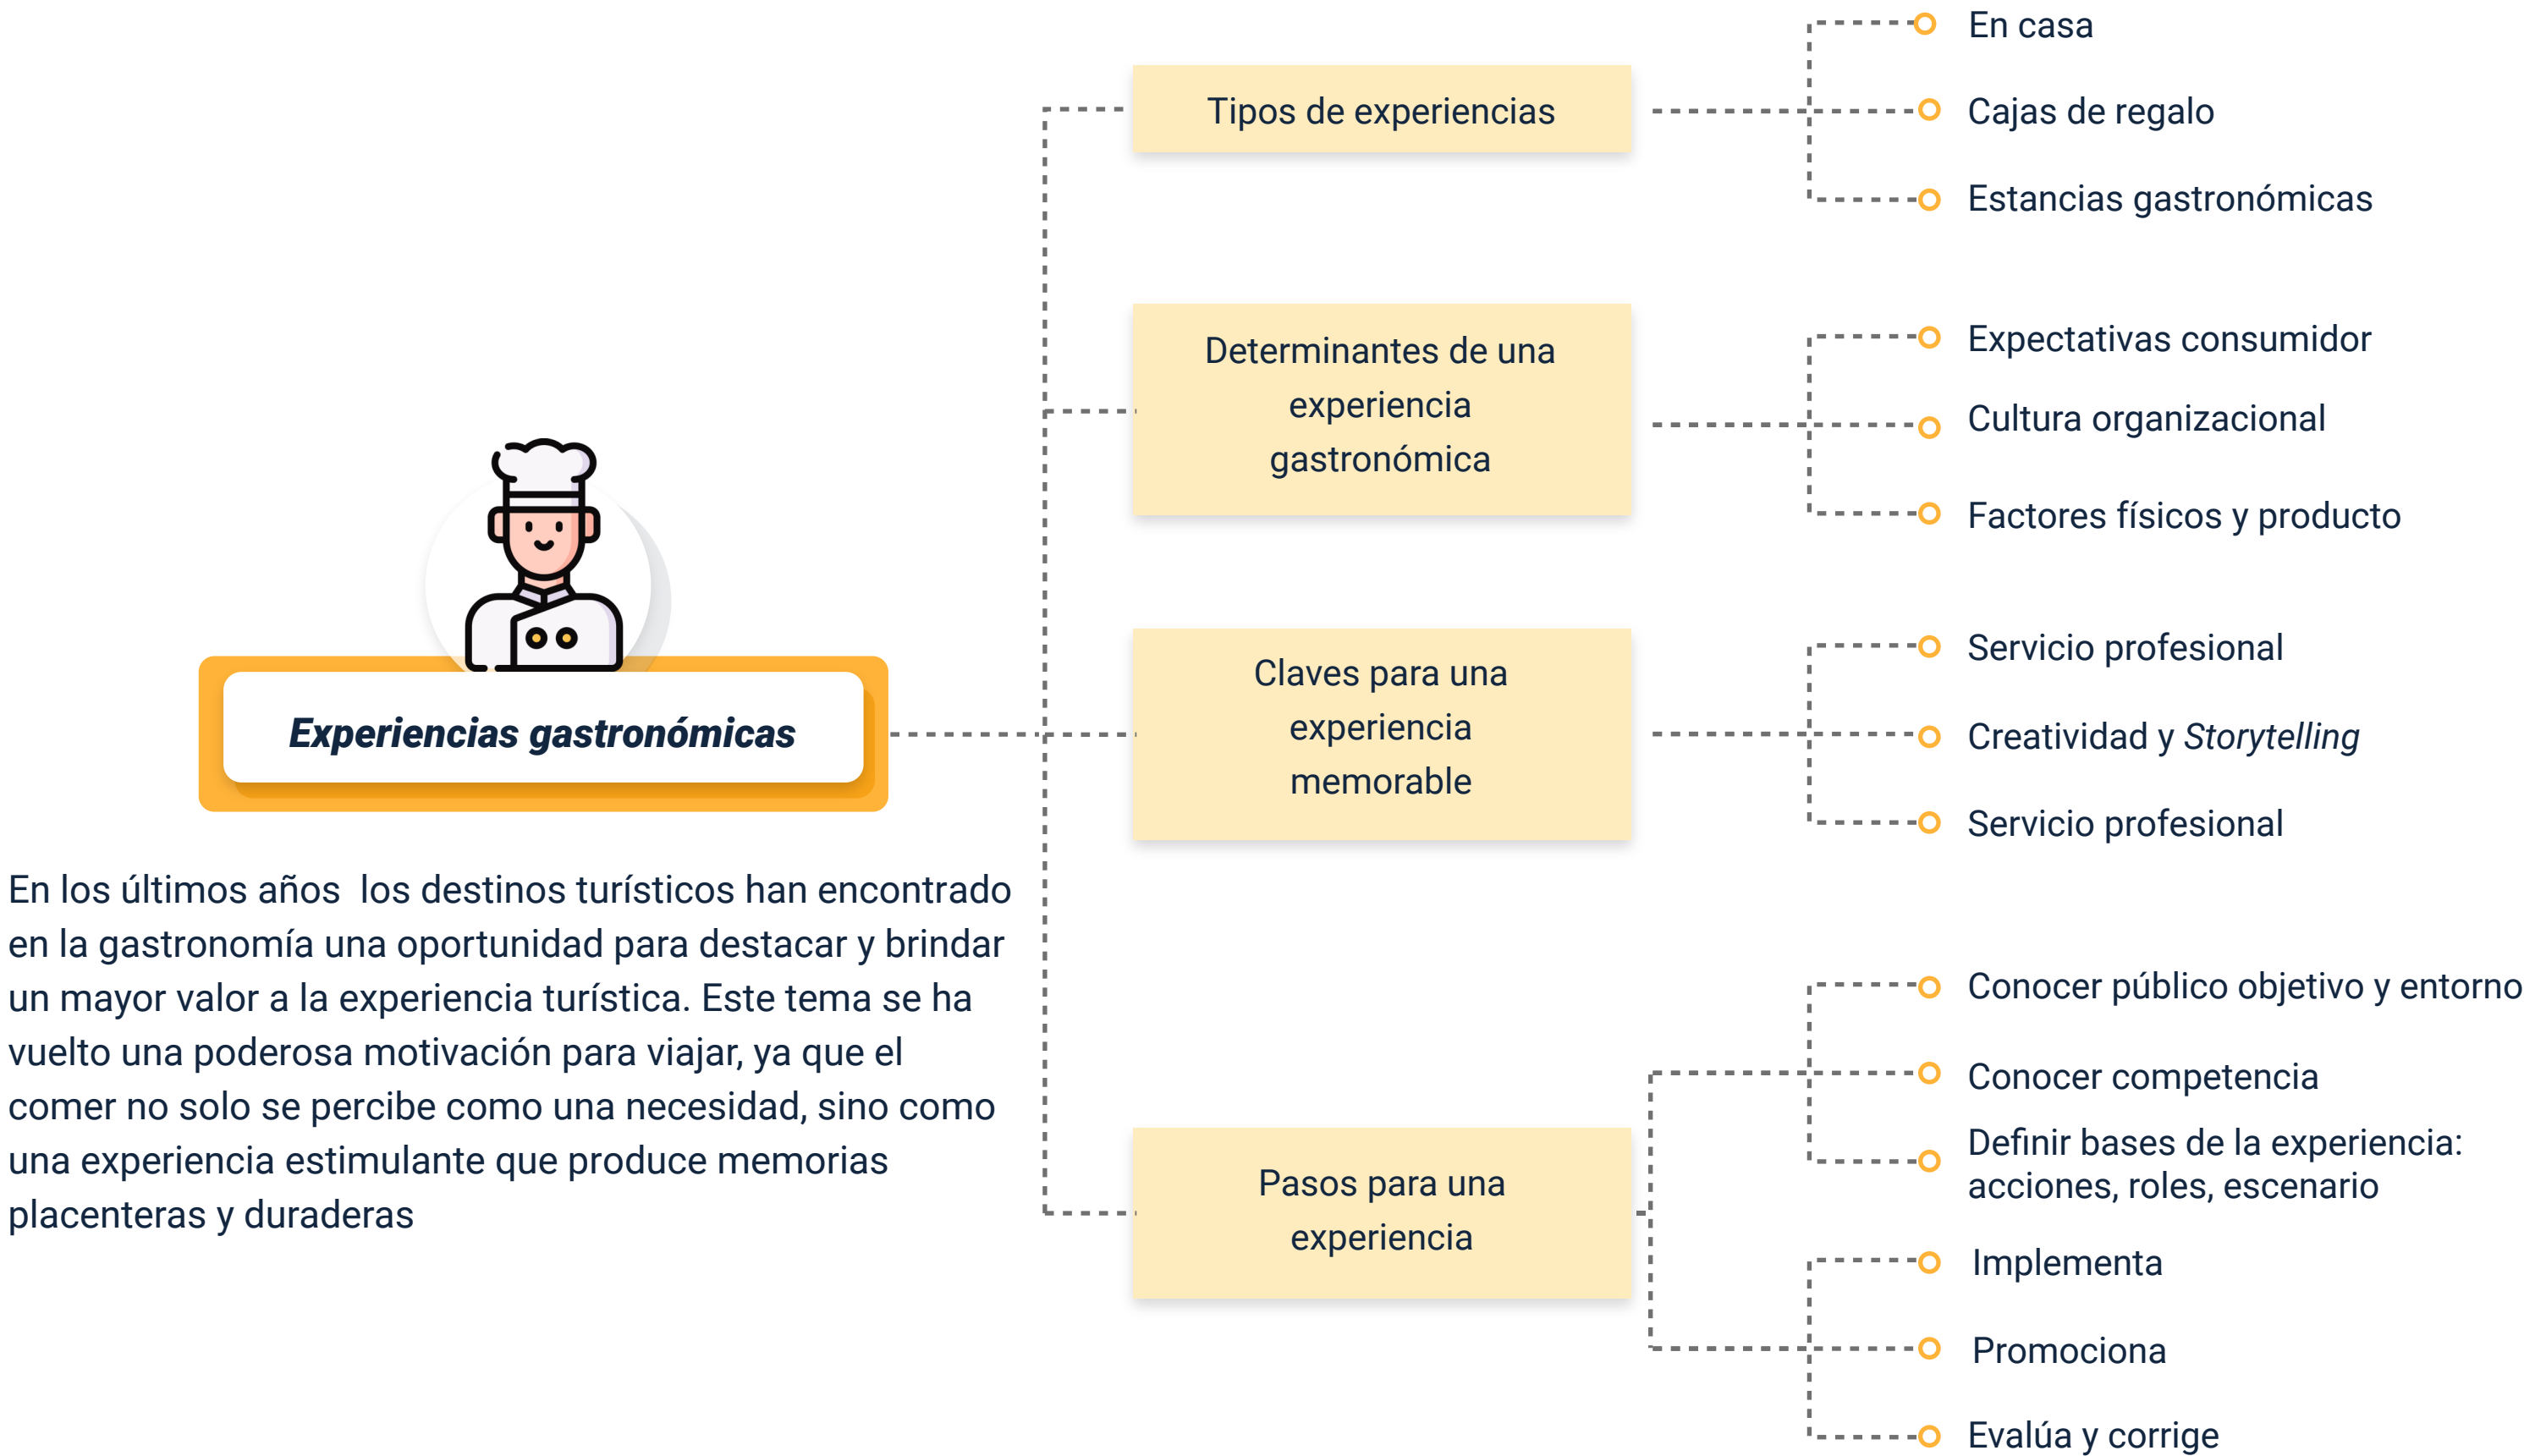 Experiencias gastronómicas
En los últimos años  los destinos turísticos han encontrado
en la gastronomía una oportunidad para destacar y brindar
un mayor valor a la experiencia turística. Este tema se ha
vuelto una poderosa motivación para viajar, ya que el
comer no solo se percibe como una necesidad, sino como
una experiencia estimulante que produce memorias
placenteras y duraderas
Tipos de experiencias
En casa
Cajas de regalo
Estancias gastronómicas
Determinantes de una
experiencia
gastronómica
Expectativas consumidor
Cultura organizacional
Factores físicos y producto
Claves para una
experiencia
memorable
Servicio profesional
Creatividad y Storytelling
Servicio profesional
Pasos para una
experiencia
Conocer público objetivo y entorno
Conocer competencia
Definir bases de la experiencia:
acciones, roles, escenario
Implementa
Promociona
Evalúa y corrige